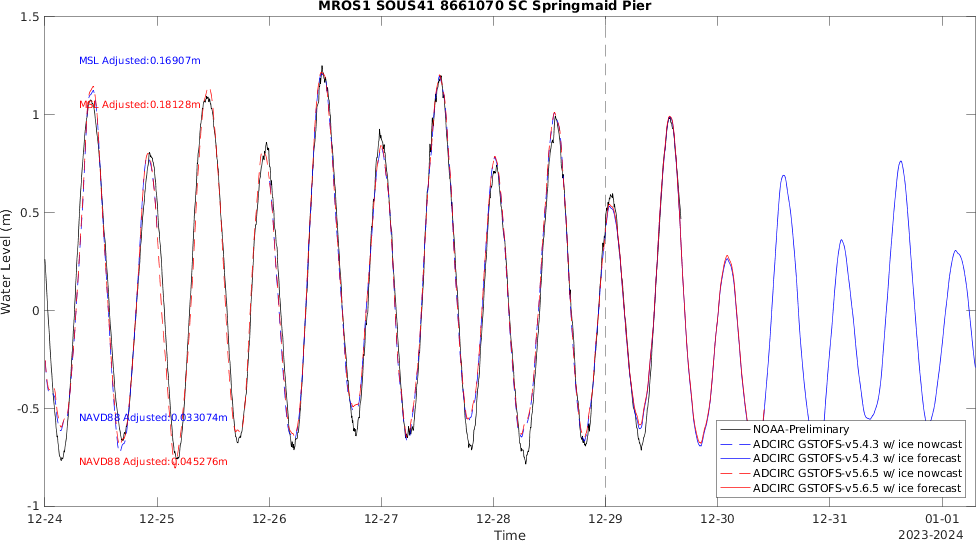 MROS1 SOUS41 8661070 SC Springmaid Pier
1.5
MSL Adjusted:0.16907m
MSL Adjusted:0.18128m
1
0.5
Water Level (m)
0
-0.5
NAVD88 Adjusted:0.033074m
NAVD88 Adjusted:0.045276m
NOAA-Preliminary
ADCIRC GSTOFS-v5.4.3 w/ ice nowcast
ADCIRC GSTOFS-v5.4.3 w/ ice forecast
ADCIRC GSTOFS-v5.6.5 w/ ice nowcast
ADCIRC GSTOFS-v5.6.5 w/ ice forecast
-1
12-24 12-25 12-26 12-27 12-28 12-29 12-30 12-31 01-01
Time
2023-2024